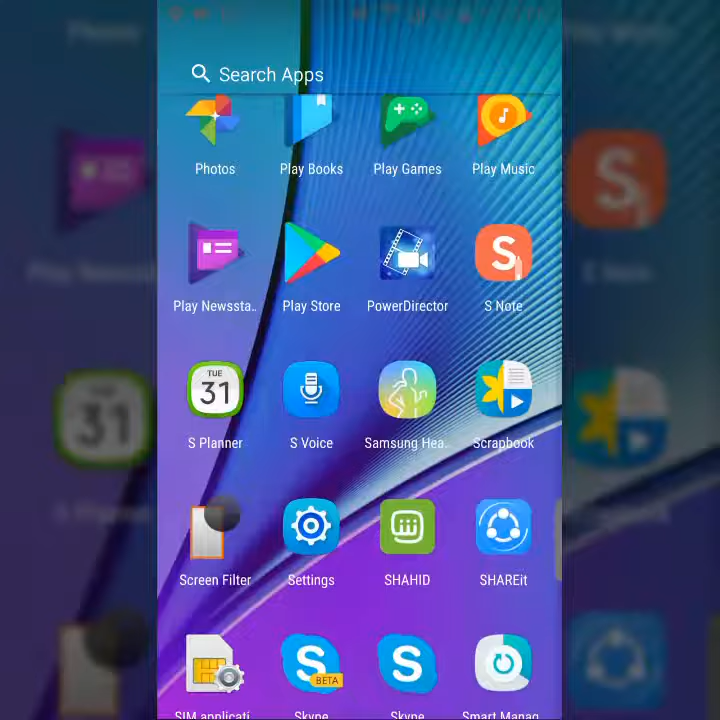 Search Apps
Photos
Play Books
Play Games
Play Music
Play Newssta..
Play Store
PowerDirector
S
S Note
TUE
31
S Planner
S Voice
Samsung Hea..
Scrapbook
Screen Filter
Settings
SHAHID
SHAREit
S
BETA
S
SIM applicati
Skype
Skype
Smart Manag